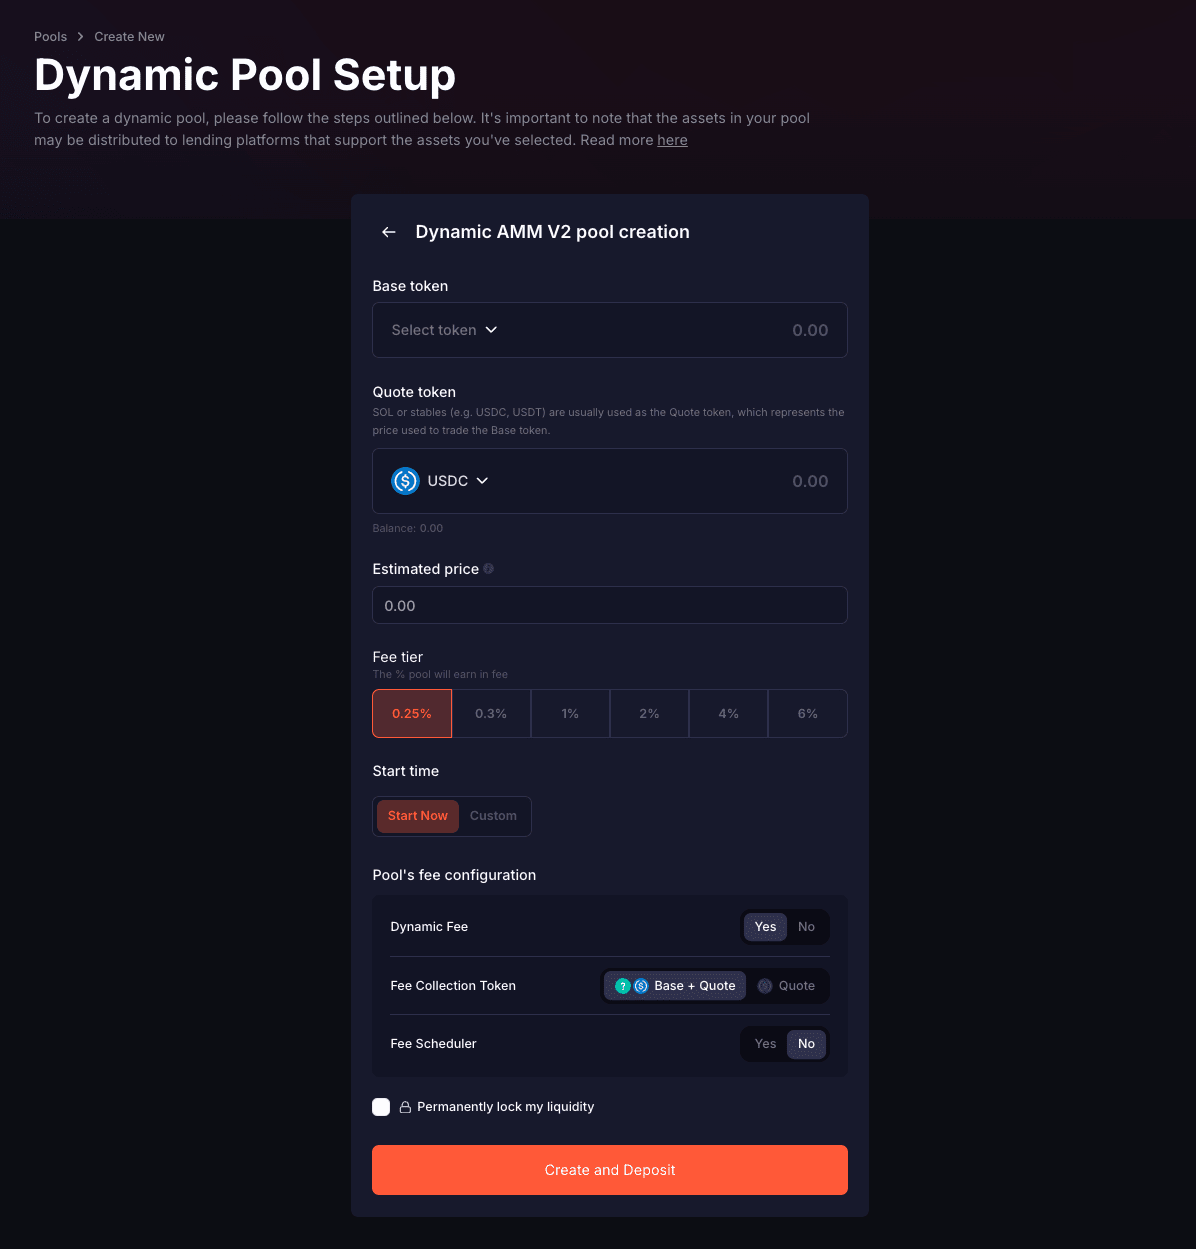 Pools > Create New
Dynamic Pool Setup
To create a dynamic pool, please follow the steps outlined below. It's important to note that the assets in your pool
may be distributed to lending platforms that support the assets you've selected. Read more here
Dynamic AMM V2 pool creation
Base token
Select token 0.00
Quote token
SOL or stables (e.g. USDC, USDT) are usually used as the Quote token, which represents the
price used to trade the Base token.
USDC 0.00
Balance: 0.00
Estimated price
0.00
Fee tier
The % pool will earn in fee
0.25% 0.3% 1% 2% 4% 6%
Start time
Start Now Custom
Pool's fee configuration
Dynamic Fee Yes No
Fee Collection Token ? Base + Quote Quote
Fee Scheduler Yes No
Permanently lock my liquidity
Create and Deposit